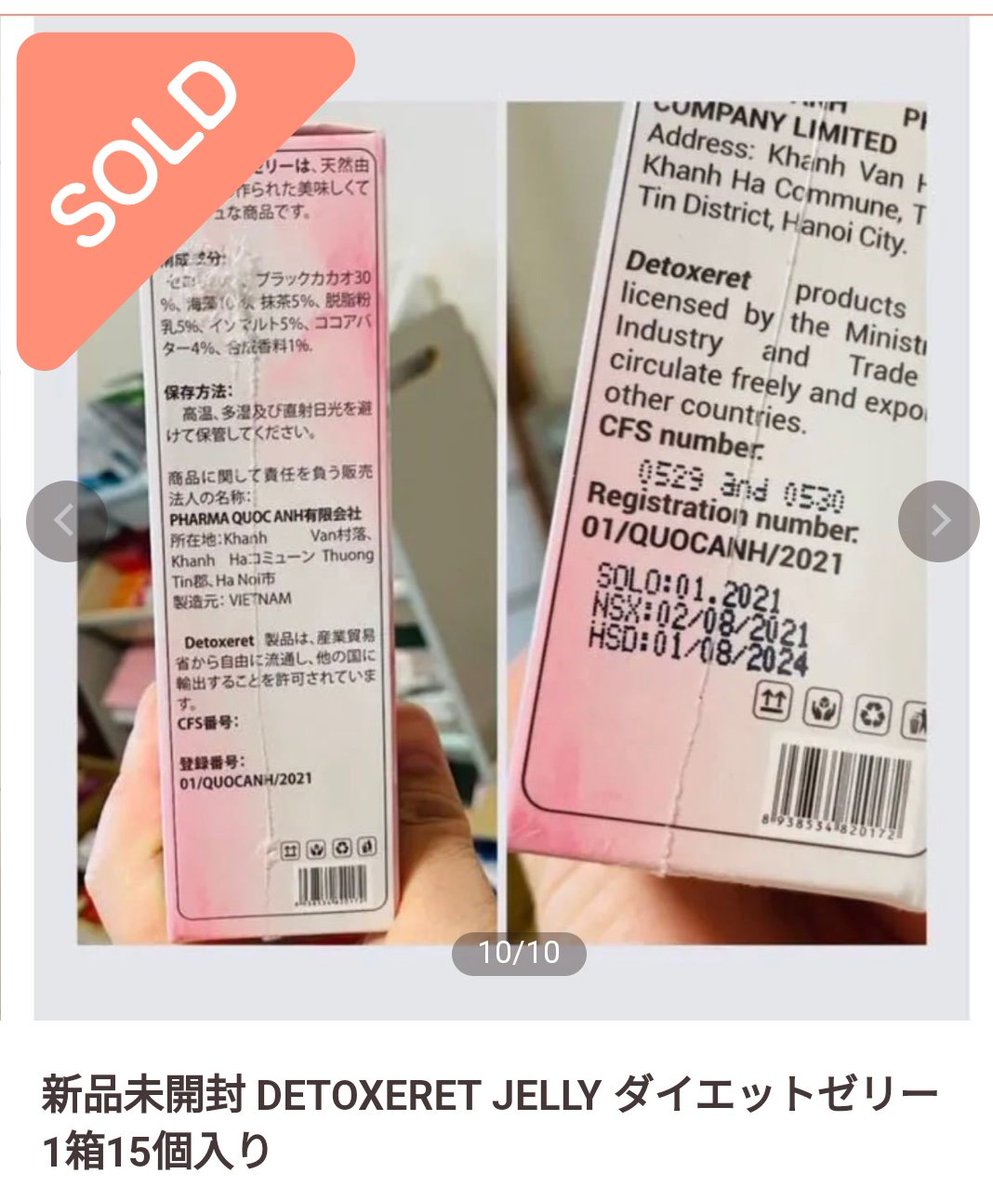 SOLD
ゼリーは、天然由
作られた美味しくて
な商品です。
ブラックカカオ30
%、海藻10 抹茶5%、脱脂粉
乳5%、イソマルト5%、ココアバ
ター4%、合成香料1%.
保存方法:
高温、多湿及び直射日光を避
けて保管してください。
商品に関して責任を負う販売
法人の名称:
PHARMA QUOC ANH有限会社
所在地:Khanh Van村落、
Khanh Haコミューン Thuong
Tin郡、Ha Noi市
製造元: VIETNAM
Detoxeret 製品は、産業貿易
省から自由に流通し、他の国に
輸出することを許可されていま
す。
CFS番号:
登録番号:
01/QUOCANH/2021
COMPANY LIMITED
Address: Khanh Van
Khanh Ha Commune,
Tin District, Hanoi City.
Detoxeret products
licensed by the
Industry and Trade
circulate freely and
other countries.
CFS number:
0529 and 0530
Registration number:
01/QUOCANH/2021
SOLO:01.2021
NSX:02/08/2021
HSD:01/08/2024
8 938534 820172
10/10
新品未開封 DETOXERET JELLY ダイエットゼリー
1箱15個入り